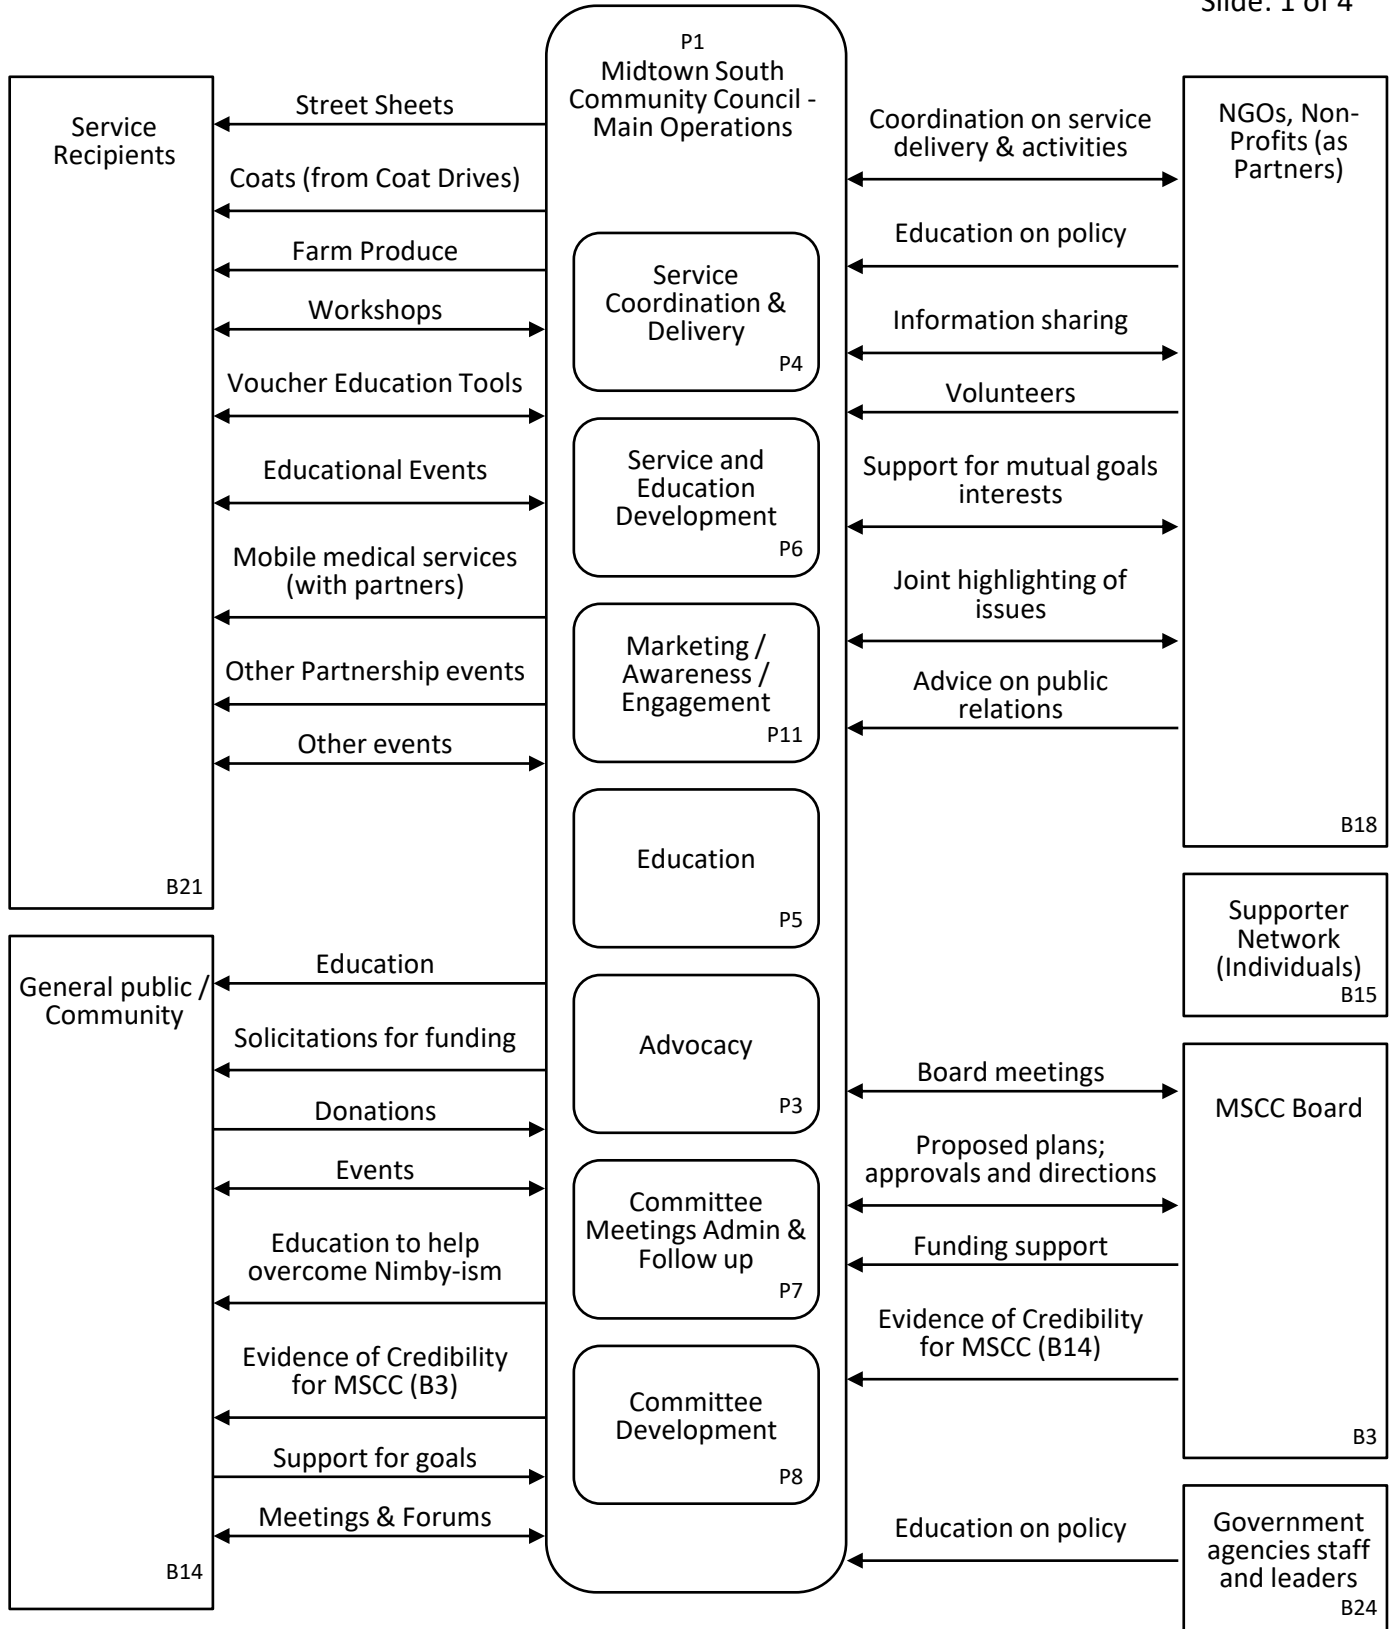 Slide: 1 of 4
P1
Midtown South
Community Council -
Main Operations
Service
Recipients
B21
Street Sheets
Coats (from Coat Drives)
Farm Produce
Workshops
Voucher Education Tools
Educational Events
Mobile medical services
(with partners)
Other Partnership events
Other events
General public /
Community
B14
Education
Solicitations for funding
Donations
Events
Education to help
overcome Nimby-ism
Evidence of Credibility
for MSCC (B3)
Support for goals
Meetings & Forums
Service
Coordination &
Delivery
P4
Service and
Education
Development
P6
Marketing /
Awareness /
Engagement
P11
Education
P5
Advocacy
P3
Committee
Meetings Admin &
Follow up
P7
Committee
Development
P8
Coordination on service
delivery & activities
Education on policy
Information sharing
Volunteers
Support for mutual goals
interests
Joint highlighting of
issues
Advice on public
relations
NGOs, Non-
Profits (as
Partners)
B18
Supporter
Network
(Individuals)
B15
Board meetings
Proposed plans;
approvals and directions
Funding support
Evidence of Credibility
for MSCC (B14)
MSCC Board
B3
Education on policy
Government
agencies staff
and leaders
B24